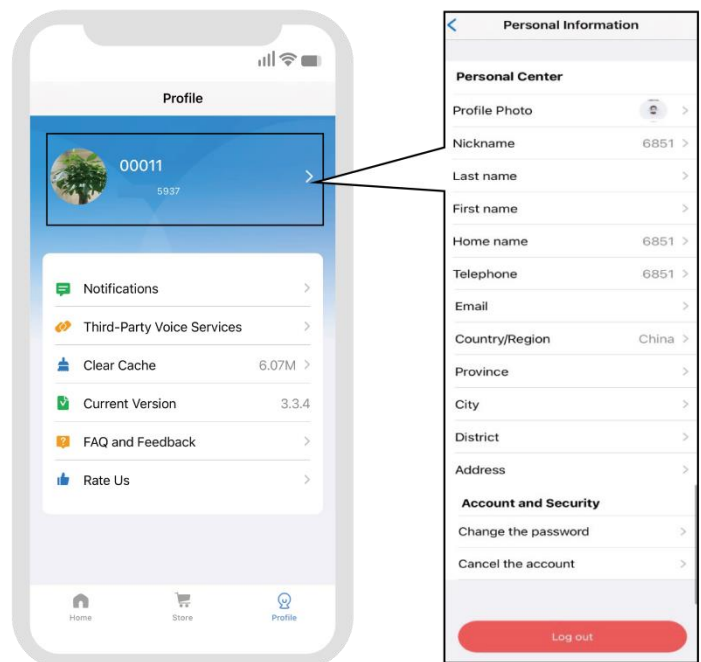 Profile
00011
5937
Notifications
Third-Party Voice Services
Clear Cache 6.07M
Current Version 3.3.4
FAQ and Feedback
Rate Us
Home Store Profile
Personal Information
Personal Center
Profile Photo
Nickname 6851
Last name
First name
Home name 6851
Telephone 6851
Email
Country/Region China
Province
City
District
Address
Account and Security
Change the password
Cancel the account
Log out